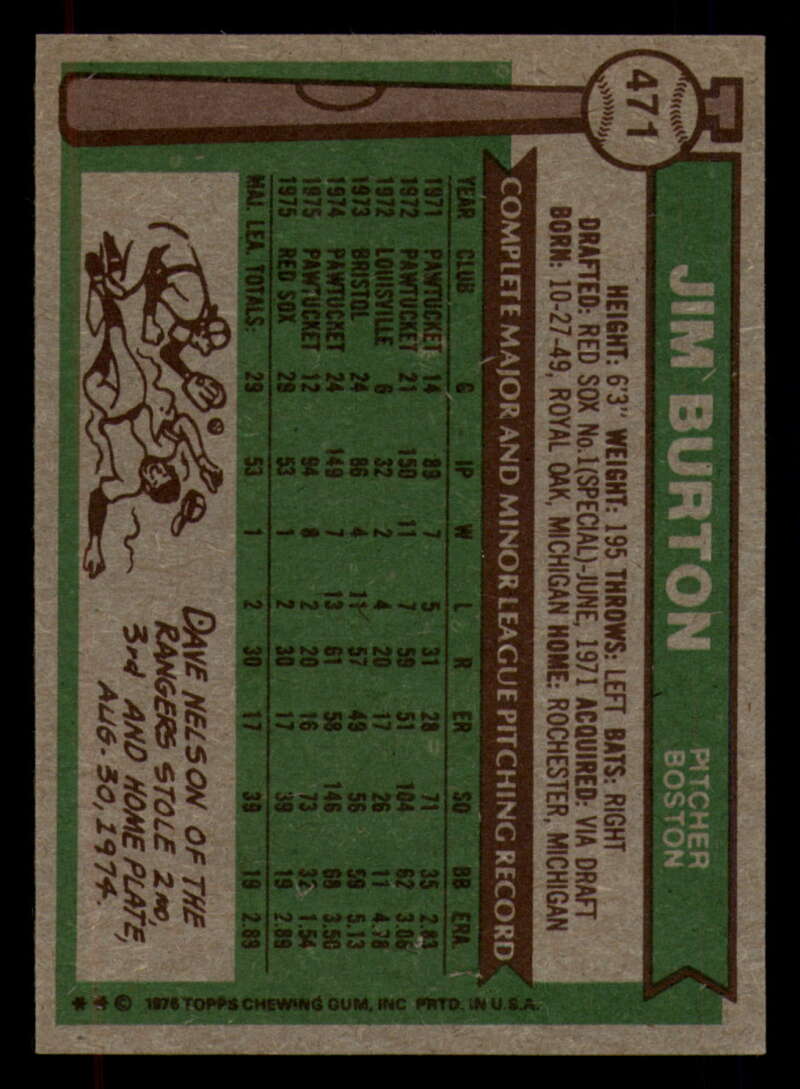 471
JIM BURTON
PITCHER
BOSTON
HEIGHT: 6'3" WEIGHT: 195 THROWS: LEFT BATS: RIGHT
DRAFTED: RED SOX No.1(SPECIAL)-JUNE, 1971 ACQUIRED: VIA DRAFT
BORN: 10-27-49, ROYAL OAK, MICHIGAN HOME: ROCHESTER, MICHIGAN
COMPLETE MAJOR AND MINOR LEAGUE PITCHING RECORD
YEAR CLUB G IP W L R ER SO BB ERA
1971 PAWTUCKET 14 89 7 5 31 28 71 35 2.83
1972 PAWTUCKET 21 150 11 7 59 51 104 62 3.06
1972 LOUISVILLE 6 32 2 4 20 17 26 11 4.78
1973 BRISTOL 24 86 4 11 57 49 56 59 5.13
1974 PAWTUCKET 24 149 7 13 61 58 146 68 3.50
1975 PAWTUCKET 12 94 8 2 20 16 73 32 1.54
1975 RED SOX 29 53 1 2 30 17 39 19 2.89
MAJ. LEA. TOTALS: 29 53 1 2 30 17 39 19 2.89
DAVE NELSON OF THE
RANGERS STOLE 2ND,
3rd AND HOME PLATE,
AUG. 30, 1974.
** © 1976 TOPPS CHEWING GUM, INC. PRTD. IN U.S.A.